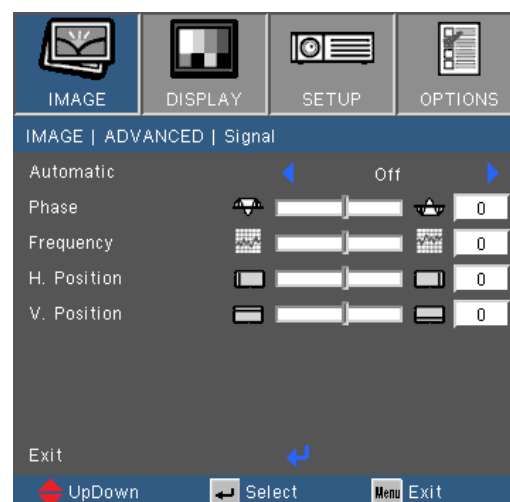 IMAGE DISPLAY SETUP OPTIONS
IMAGE | ADVANCED | Signal
Automatic Off
Phase 0
Frequency 0
H. Position 0
V. Position 0
Exit
UpDown Select Menu Exit